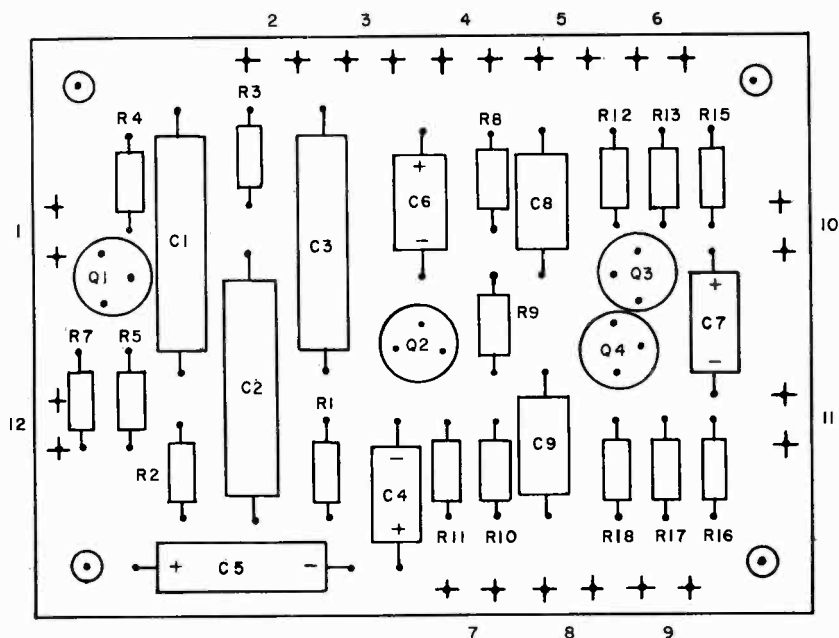 2 3 4 5 6
R3
R4 R8 R12 R13 R15
+
C6 C8
1 C1 C3 10
−
Q1 Q3
+
R9 C7
Q2 Q4
R7 R5 −
C2
R1
12 11
C9
R2 −
C4
+
R11 R10 R18 R17 R16
+ C5 −
7 8 9